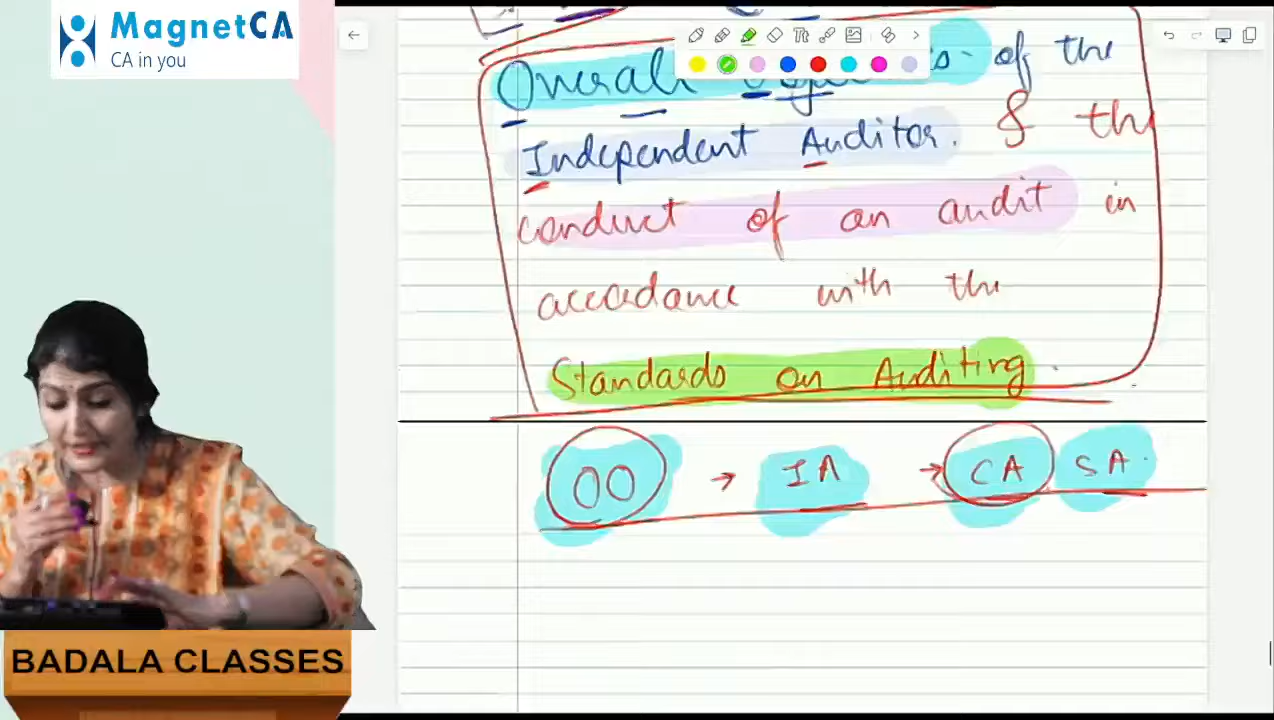 MagnetCA
CA in you
Overall of the
Independent Auditor. & the
conduct of an audit in
accordance with the
Standards on Auditing.
OO → IA → CA SA.
BADALA CLASSES